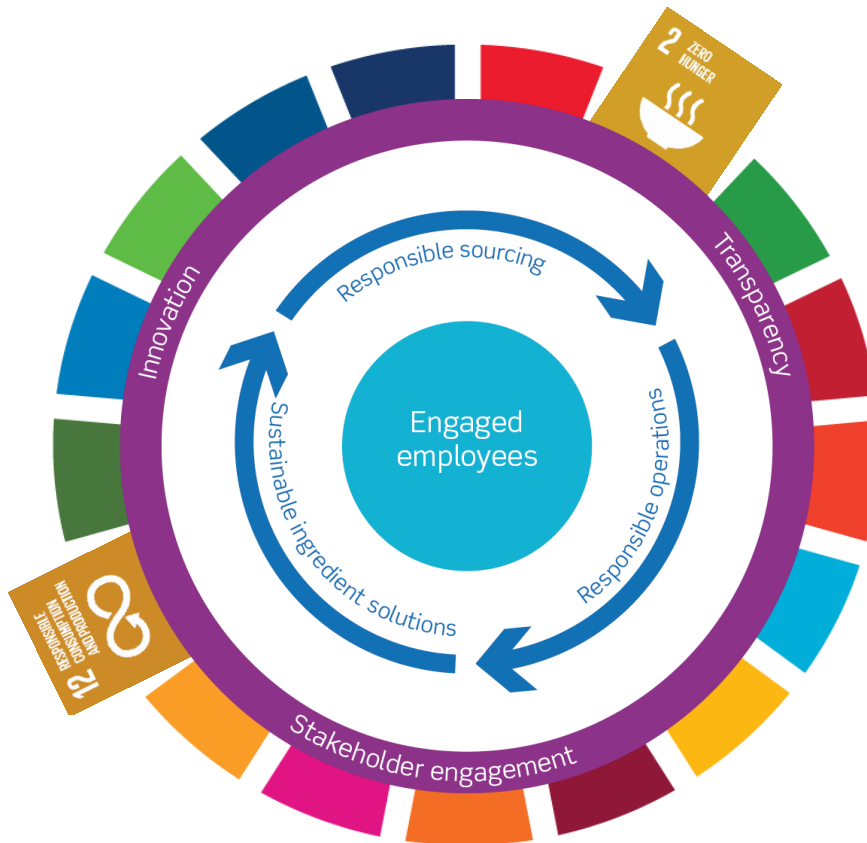 2 ZERO
HUNGER
Transparency
Innovation
Responsible sourcing
Engaged
employees
Responsible operations
Sustainable ingredient solutions
12 RESPONSIBLE
CONSUMPTION
AND PRODUCTION
Stakeholder engagement